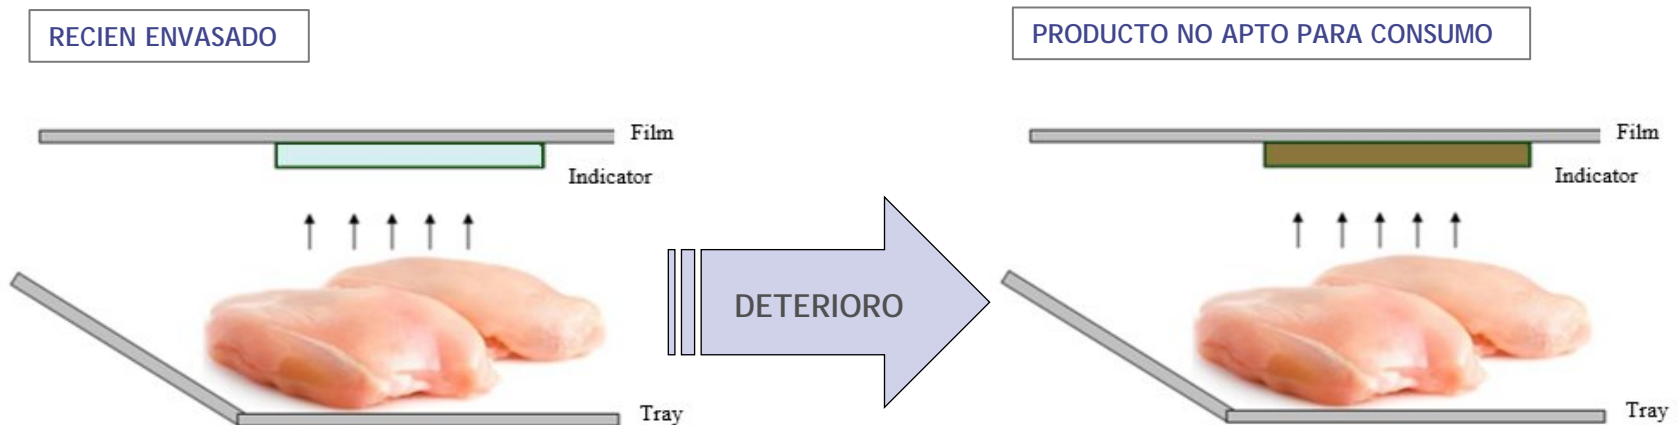 RECIEN ENVASADO
PRODUCTO NO APTO PARA CONSUMO
Film
Indicator
Tray
DETERIORO
Film
Indicator
Tray